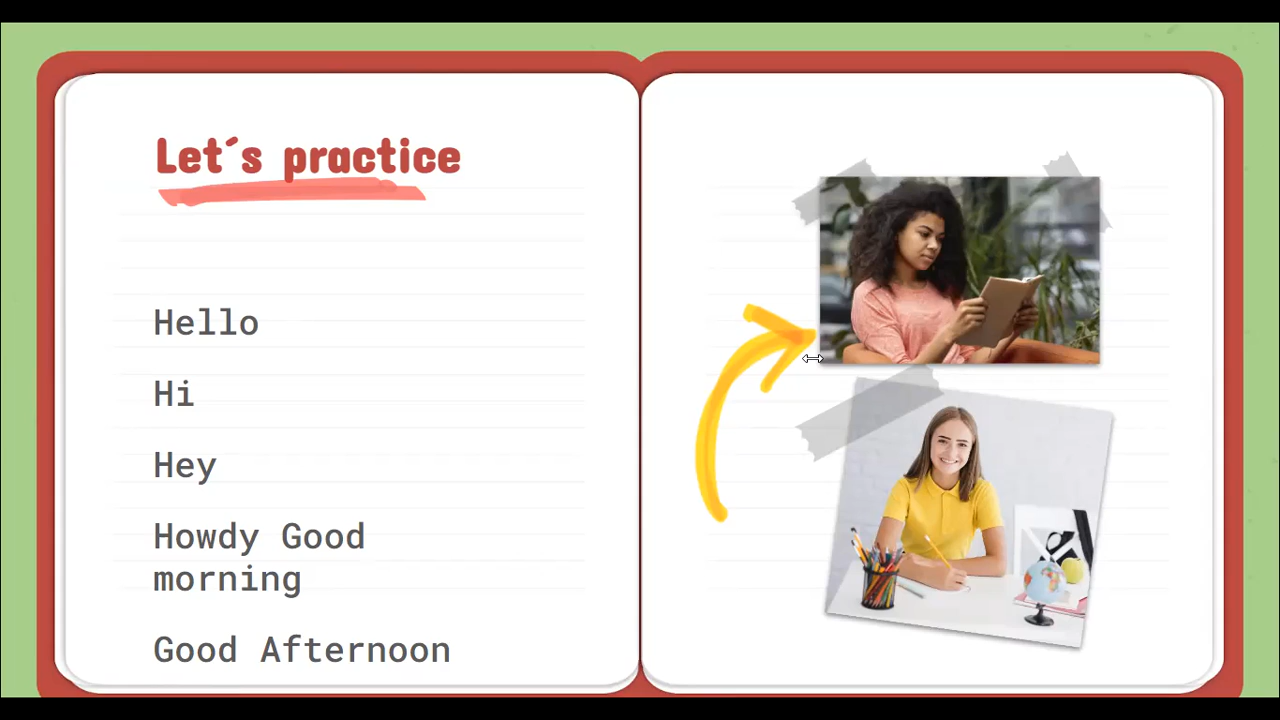 Let´s practice
Hello
Hi
Hey
Howdy Good
morning
Good Afternoon